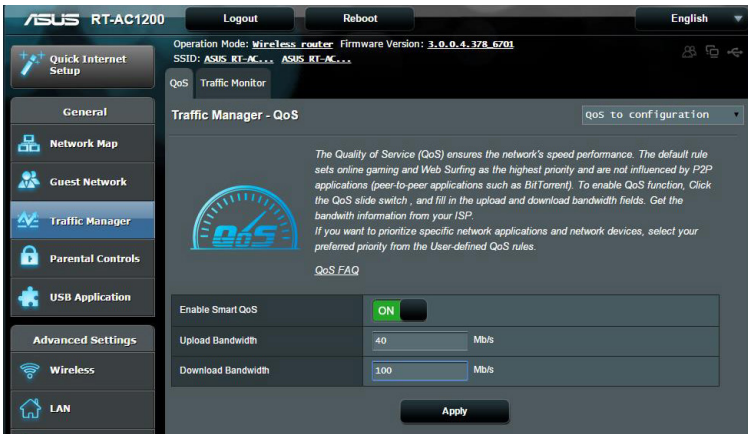 ASUS RT-AC1200 Logout Reboot English
Operation Mode: Wireless router Firmware Version: 3.0.0.4.378_6701
SSID: ASUS RT-AC... ASUS RT-AC...
Quick Internet
Setup
QoS Traffic Monitor
General
Network Map
Guest Network
Traffic Manager
Parental Controls
USB Application
Advanced Settings
Wireless
LAN
Traffic Manager - QoS
QoS to configuration
QoS
The Quality of Service (QoS) ensures the network's speed performance. The default rule
sets online gaming and Web Surfing as the highest priority and are not influenced by P2P
applications (peer-to-peer applications such as BitTorrent). To enable QoS function, Click
the QoS slide switch , and fill in the upload and download bandwidth fields. Get the
bandwith information from your ISP.
If you want to prioritize specific network applications and network devices, select your
preferred priority from the User-defined QoS rules.
QoS FAQ
Enable Smart QoS ON
Upload Bandwidth 40 Mb/s
Download Bandwidth 100 Mb/s
Apply